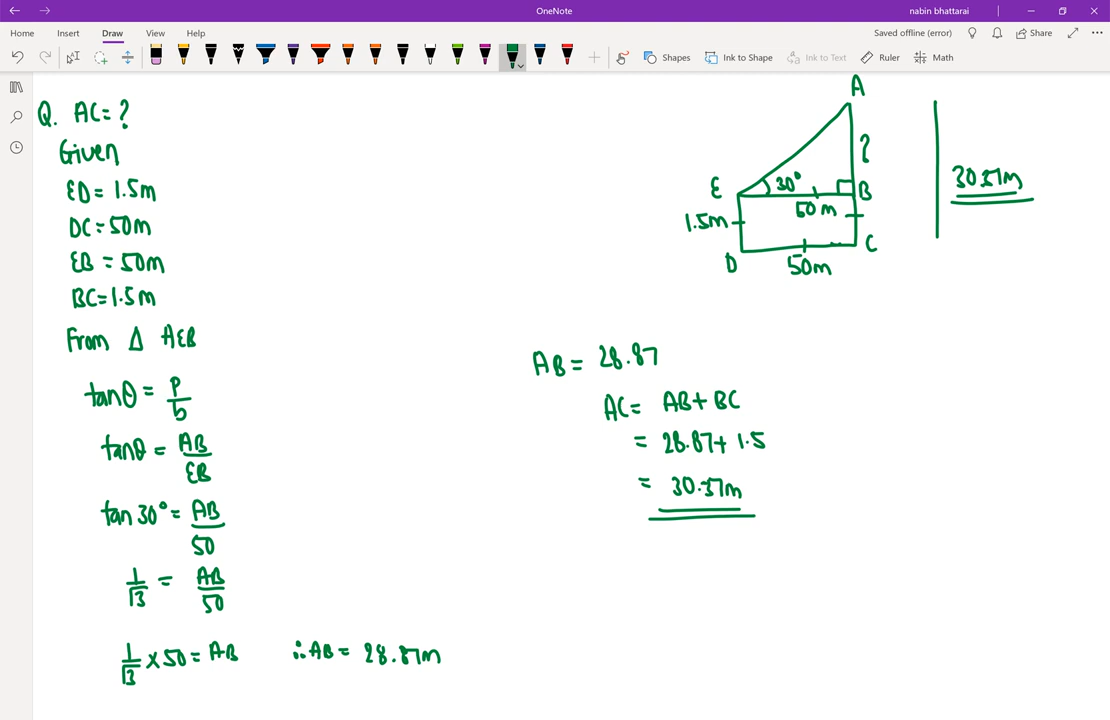 OneNote
nabin bhattarai
Home Insert Draw View Help
Saved offline (error)
Share
Shapes
Ink to Shape
Ink to Text
Ruler
Math
Q. AC = ?
Given
ED = 1.5m
DC = 50m
EB = 50m
BC = 1.5m
From Δ AEB
tanθ = p/b
tanθ = AB/EB
tan 30° = AB/50
1/√3 = AB/50
1/√3 × 50 = AB ∴ AB = 28.87m
AB = 28.87
AC = AB + BC
= 28.87 + 1.5
= 30.37m
A
?
E 30° B
50 m
1.5m
D 50m C
30.37m